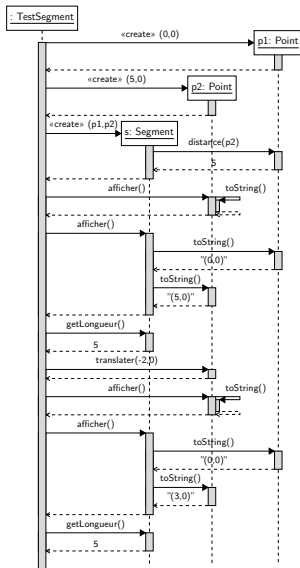 : TestSegment
«create» (0,0)
p1: Point
«create» (5,0)
p2: Point
«create» (p1,p2)
s: Segment
distance(p2)
5
afficher()
toString()
afficher()
toString()
"(0,0)"
toString()
"(5,0)"
getLongueur()
5
translater(-2,0)
afficher()
toString()
afficher()
toString()
"(0,0)"
toString()
"(3,0)"
getLongueur()
5